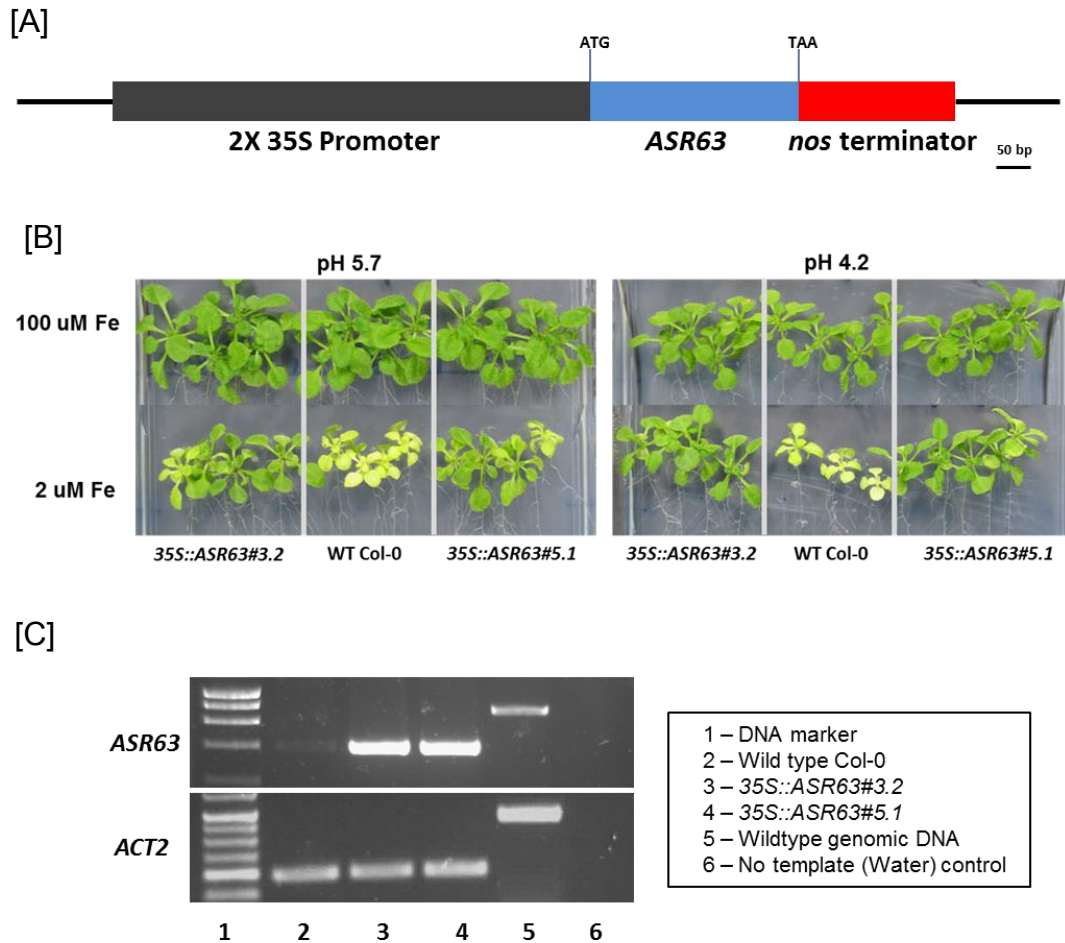 [A]
ATG TAA
2X 35S Promoter ASR63 nos terminator
50 bp
[B]
pH 5.7 pH 4.2
100 uM Fe
2 uM Fe
35S::ASR63#3.2 WT Col-0 35S::ASR63#5.1 35S::ASR63#3.2 WT Col-0 35S::ASR63#5.1
[C]
ASR63
ACT2
1 2 3 4 5 6
1 – DNA marker
2 – Wild type Col-0
3 – 35S::ASR63#3.2
4 – 35S::ASR63#5.1
5 – Wildtype genomic DNA
6 – No template (Water) control